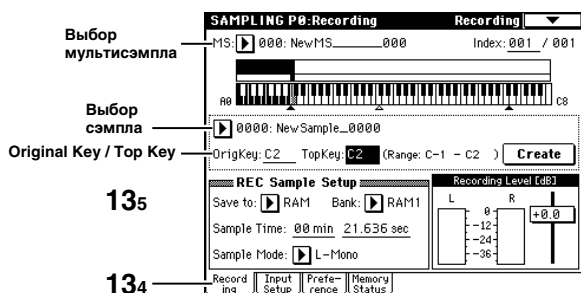 SAMPLING P0:Recording Recording
Выбор мультисэмпла
MS: 000: NewMS______000 Index: 001 / 001
A0 C8
Выбор сэмпла
0000: NewSample_0000
Original Key / Top Key
OrigKey: C2 TopKey: C2 (Range: C-1 - C2 ) Create
13₅
REC Sample Setup
Save to: RAM Bank: RAM1
Sample Time: 00 min 21.636 sec
Sample Mode: L-Mono
Recording Level [dB]
L R
0
-12
-24
-36
+0.0
13₄
Recording Input Setup Prefe-rence Memory Status